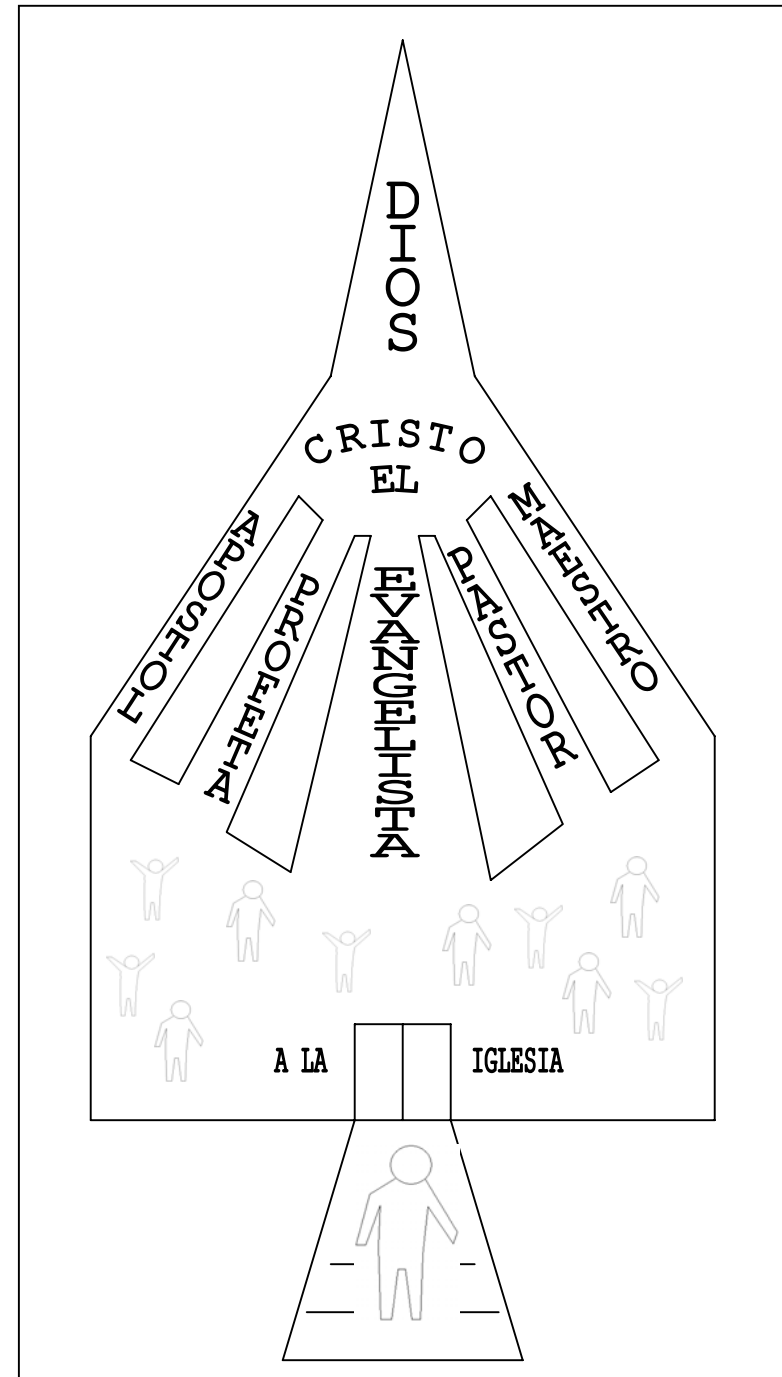 DIOS
CRISTO
EL
APOSTOL
PROFETA
EVANGELISTA
PASTOR
MAESTRO
A LA IGLESIA